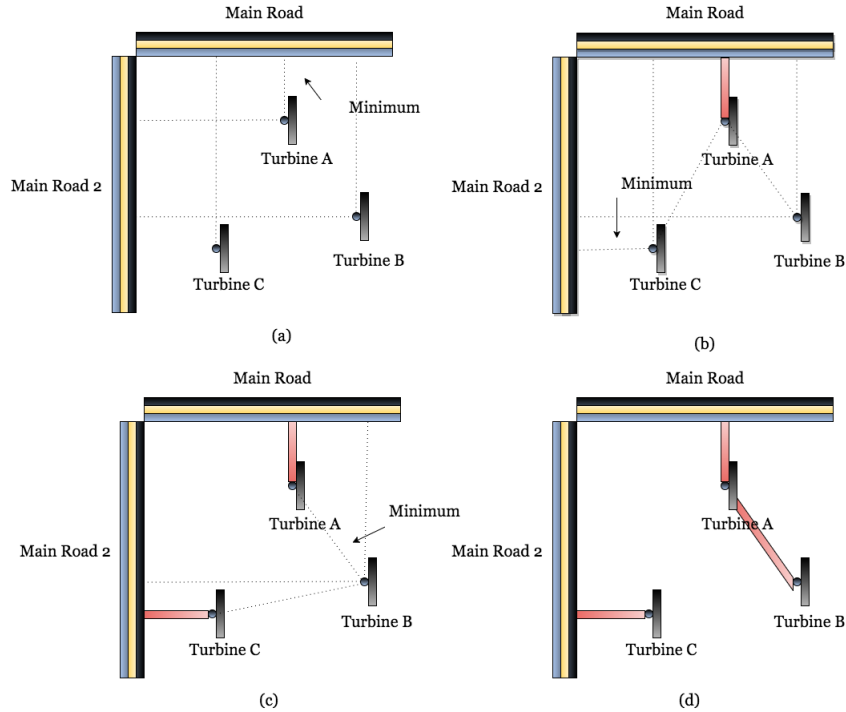 Main Road
Minimum
Turbine A
Main Road 2
Turbine B
Turbine C
(a)
Main Road
Turbine A
Main Road 2
Minimum
Turbine B
Turbine C
(b)
Main Road
Minimum
Turbine A
Main Road 2
Turbine B
Turbine C
(c)
Main Road
Turbine A
Main Road 2
Turbine B
Turbine C
(d)